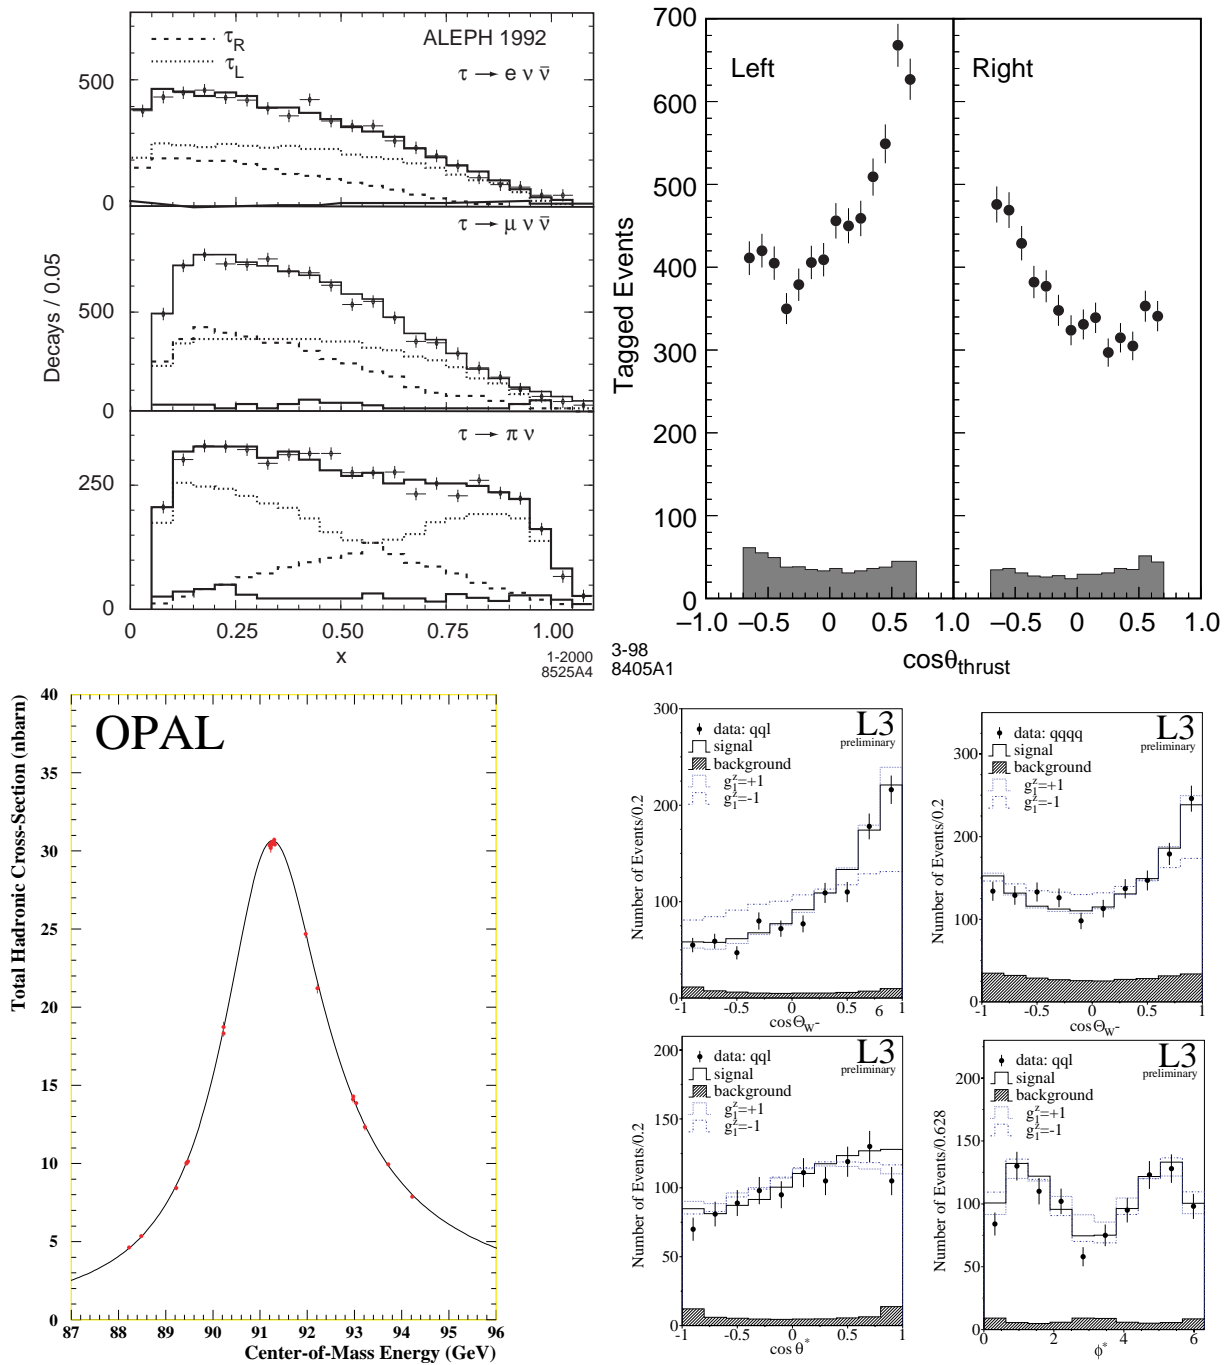 τR
τL
ALEPH 1992
τ → e ν ν̄
500
0
τ → μ ν ν̄
500
0
τ → π ν
250
0
Decays / 0.05
0 0.25 0.50 0.75 1.00
x
1-2000
8525A4
Left
Right
700
600
500
400
300
200
100
0
Tagged Events
–1.0 –0.5 0 0.5 –1.0 –0.5 0 0.5 1.0
cosθthrust
3-98
8405A1
OPAL
40
35
30
25
20
15
10
5
0
Total Hadronic Cross-Section (nbarn)
87 88 89 90 91 92 93 94 95 96
Center-of-Mass Energy (GeV)
L3
preliminary
data: qql
signal
background
g1z=+1
g1z=-1
300
200
100
0
Number of Events/0.2
-1 -0.5 0 0.5 1
6
cosΘW-
L3
preliminary
data: qqqq
signal
background
g1z=+1
g1z=-1
300
200
100
0
Number of Events/0.2
-1 -0.5 0 0.5 1
cosΘW-
L3
preliminary
data: qql
signal
background
g1z=+1
g1z=-1
200
150
100
50
0
Number of Events/0.2
-1 -0.5 0 0.5 1
cos θ*
L3
preliminary
data: qql
signal
background
g1z=+1
g1z=-1
200
150
100
50
0
Number of Events/0.628
0 2 4 6
ϕ*